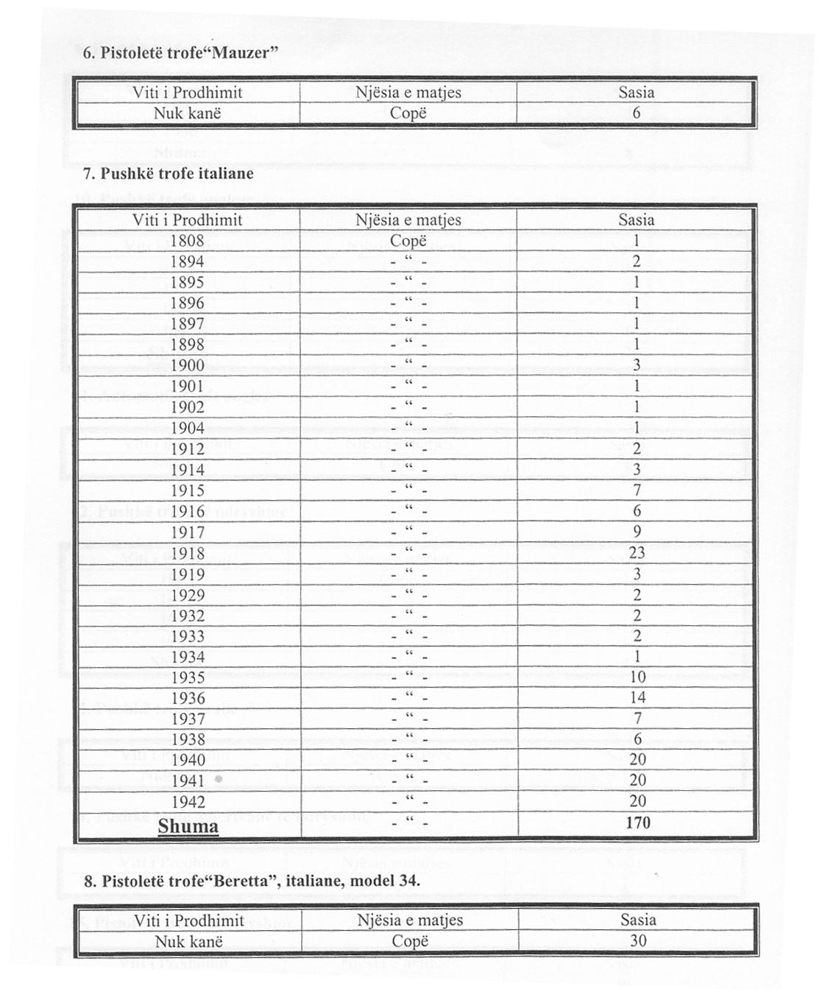 6. Pistoletë trofe“Mauzer”
Viti i Prodhimit Njësia e matjes Sasia
Nuk kanë Copë 6
7. Pushkë trofe italiane
Viti i Prodhimit Njësia e matjes Sasia
1808 Copë 1
1894 - “ - 2
1895 - “ - 1
1896 - “ - 1
1897 - “ - 1
1898 - “ - 1
1900 - “ - 3
1901 - “ - 1
1902 - “ - 1
1904 - “ - 1
1912 - “ - 2
1914 - “ - 3
1915 - “ - 7
1916 - “ - 6
1917 - “ - 9
1918 - “ - 23
1919 - “ - 3
1929 - “ - 2
1932 - “ - 2
1933 - “ - 2
1934 - “ - 1
1935 - “ - 10
1936 - “ - 14
1937 - “ - 7
1938 - “ - 6
1940 - “ - 20
1941 - “ - 20
1942 - “ - 20
Shuma - “ - 170
8. Pistoletë trofe“Beretta”, italiane, model 34.
Viti i Prodhimit Njësia e matjes Sasia
Nuk kanë Copë 30